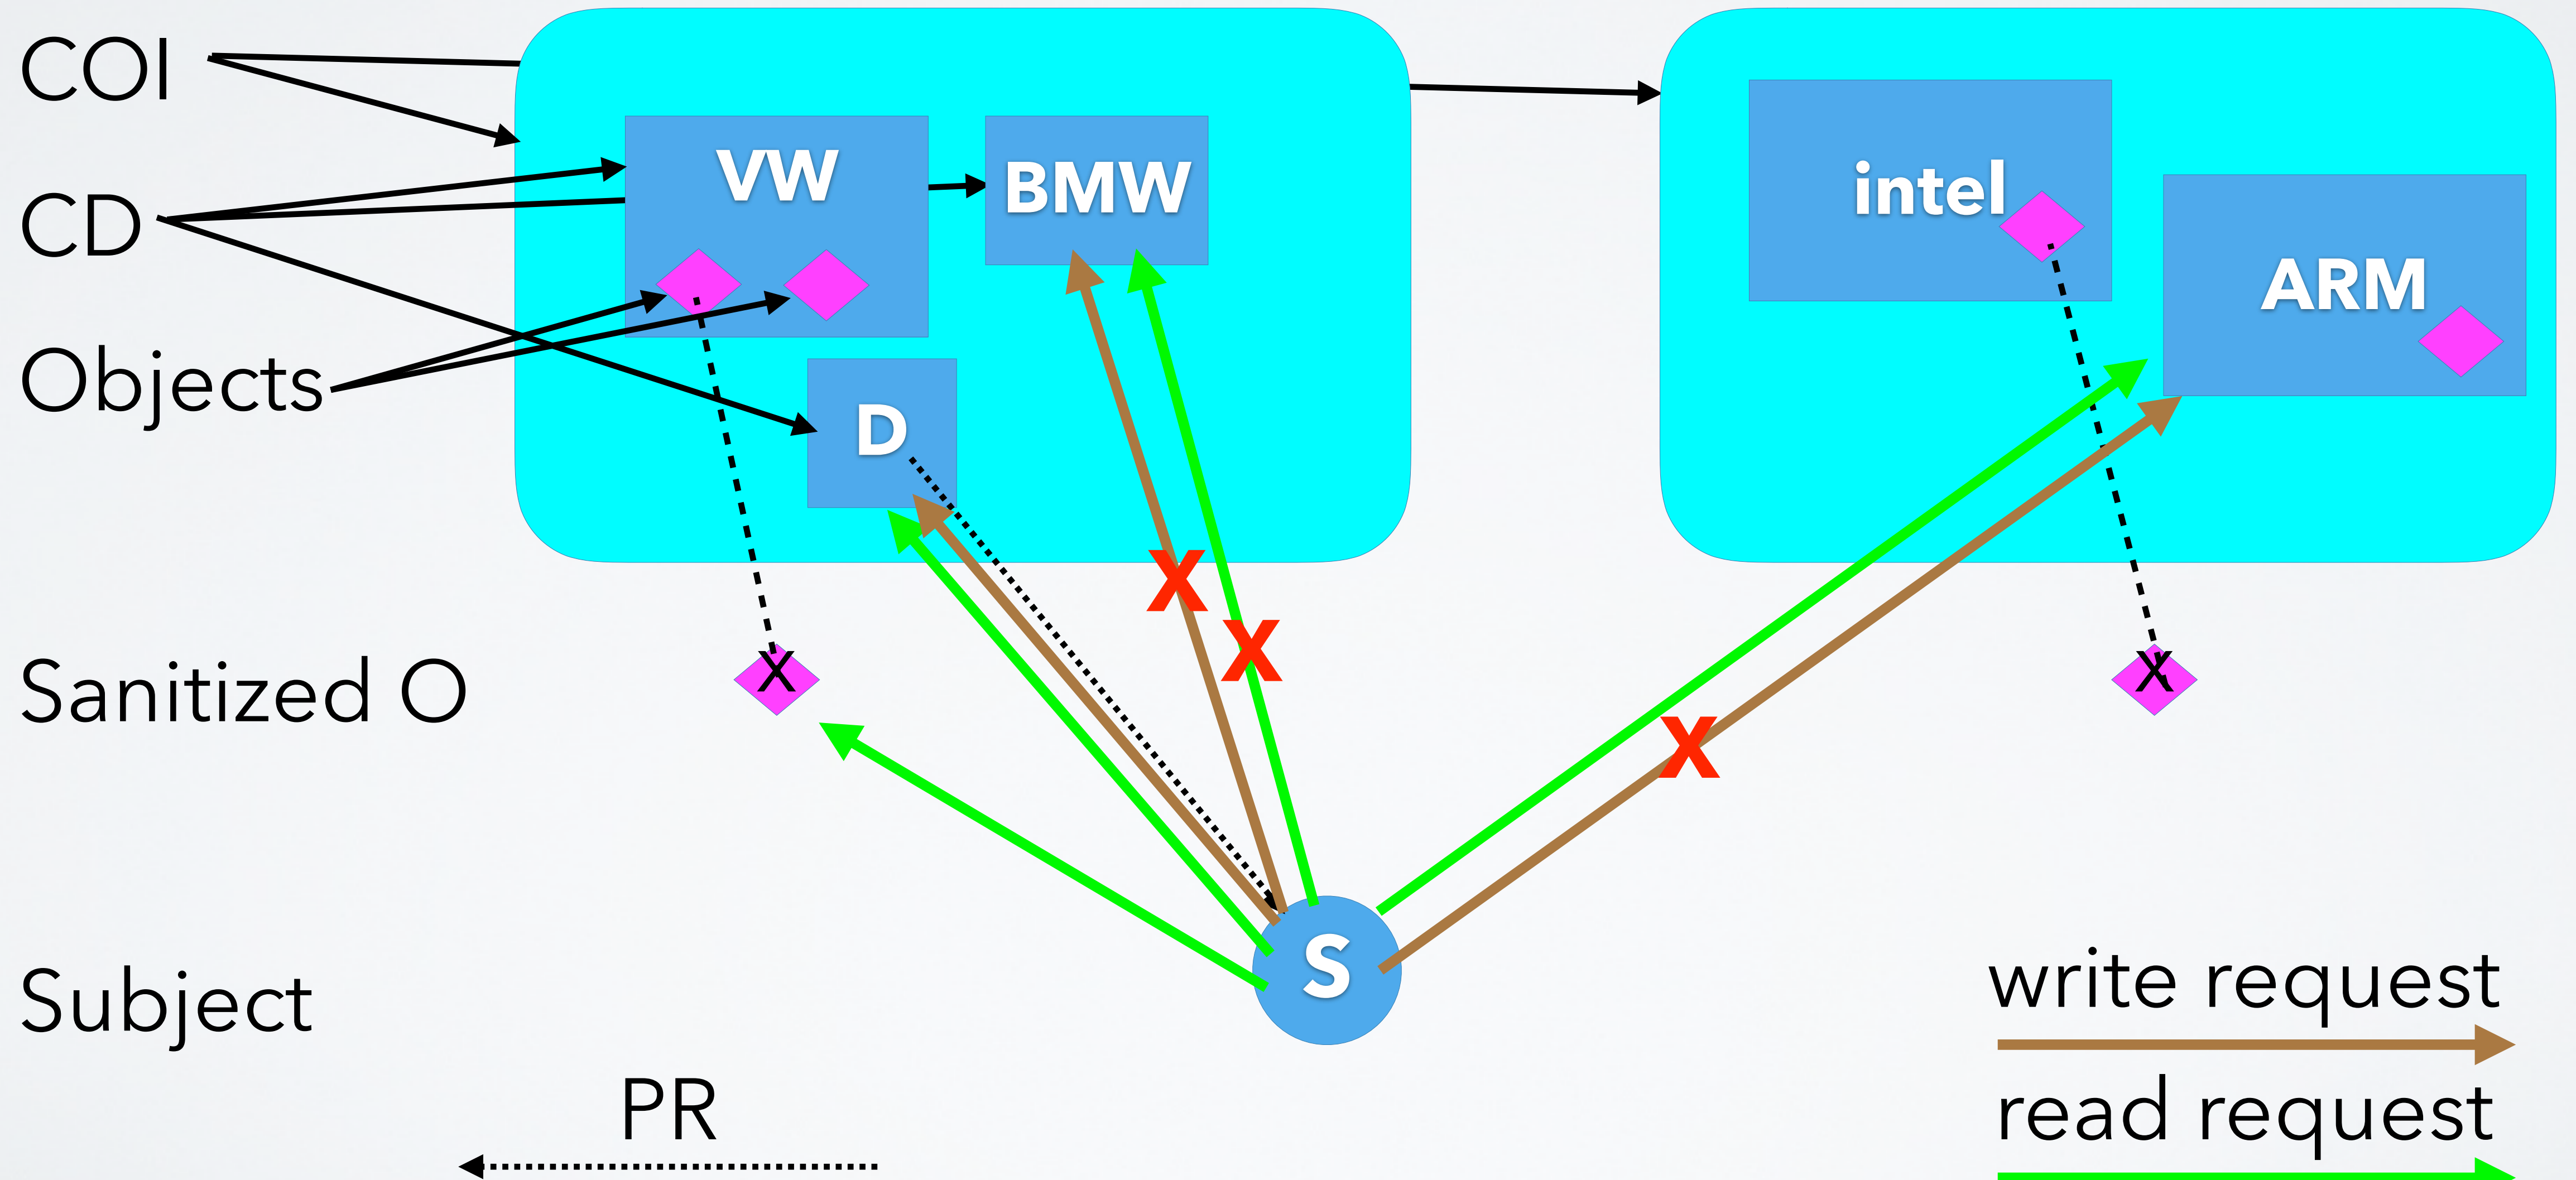 COI
VW
BMW
intel
CD
ARM
Objects
D
X
X
Sanitized O
X
X
X
S
write request
Subject
read request
PR